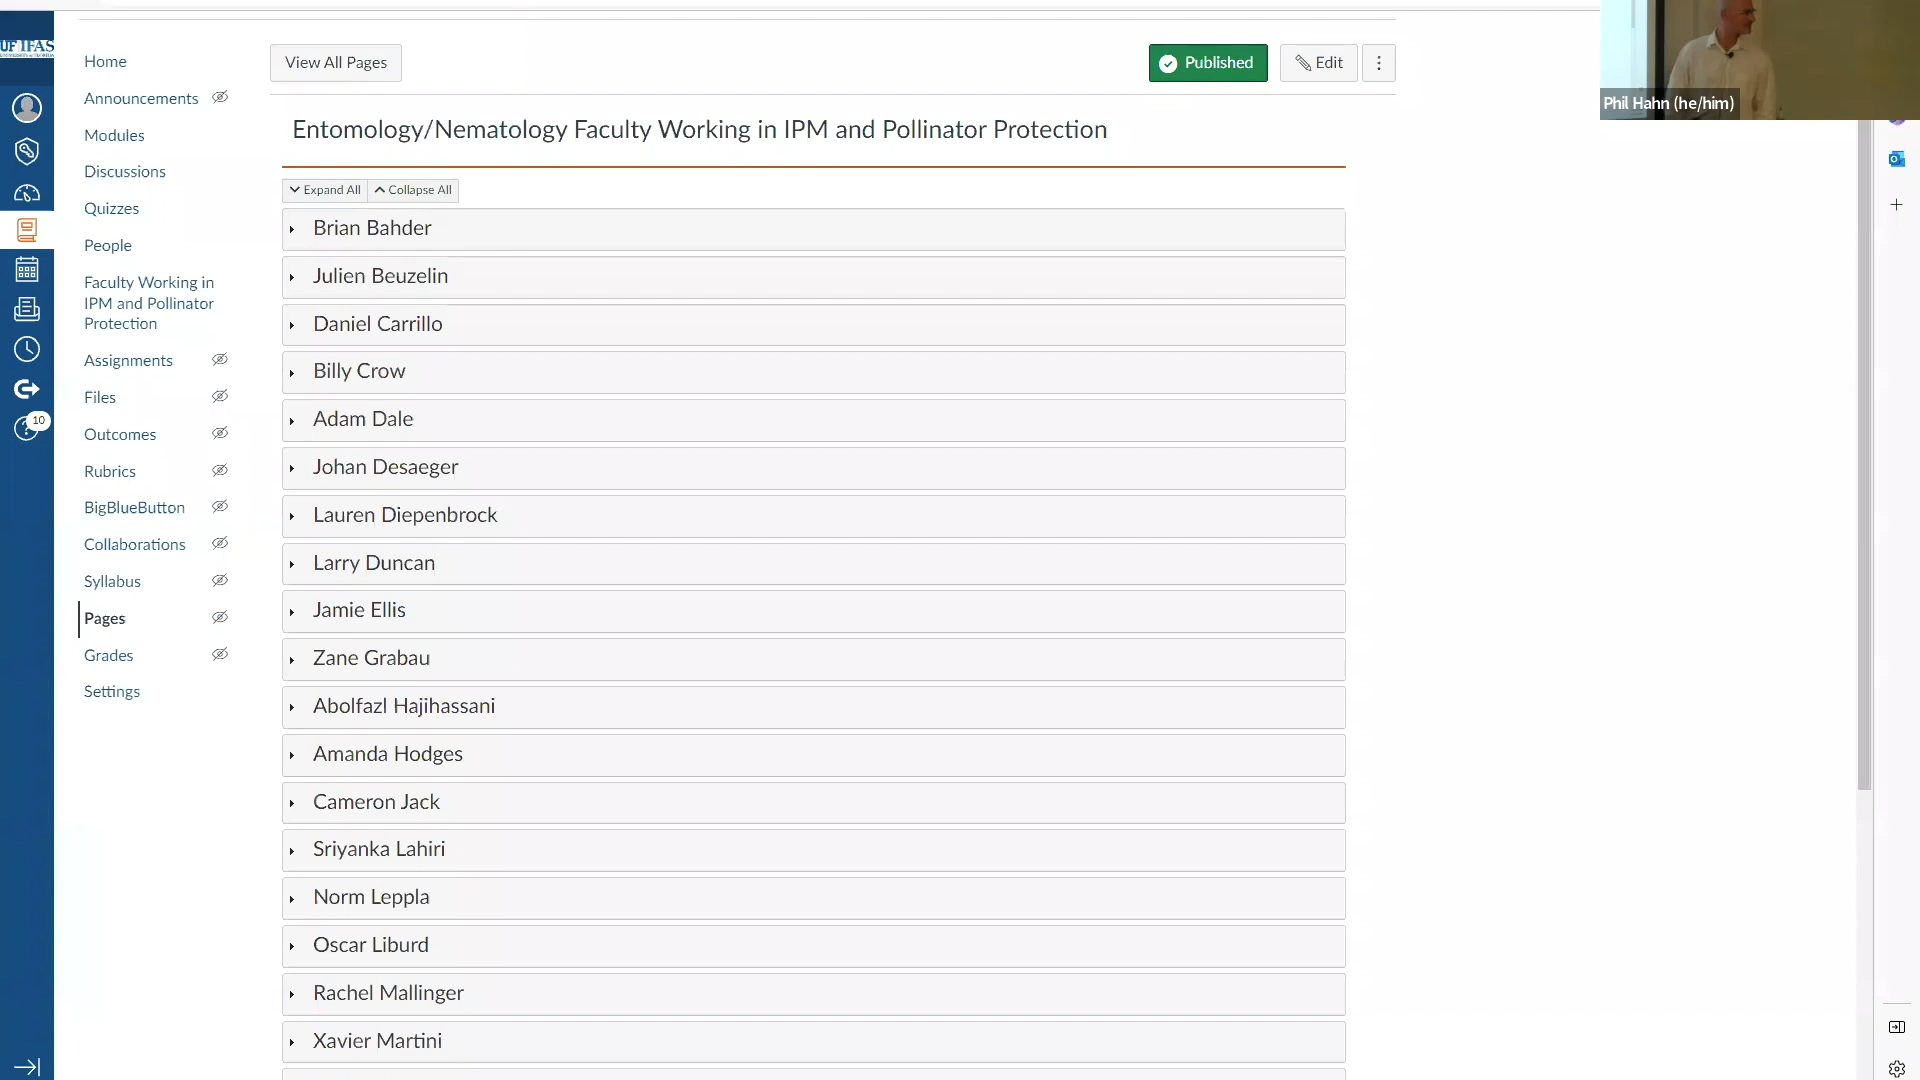 UF IFAS
Home
Announcements
Modules
Discussions
Quizzes
People
Faculty Working in
IPM and Pollinator
Protection
Assignments
Files
Outcomes
Rubrics
BigBlueButton
Collaborations
Syllabus
Pages
Grades
Settings
10
View All Pages
Published
Edit
Entomology/Nematology Faculty Working in IPM and Pollinator Protection
Expand All
Collapse All
Brian Bahder
Julien Beuzelin
Daniel Carrillo
Billy Crow
Adam Dale
Johan Desaeger
Lauren Diepenbrock
Larry Duncan
Jamie Ellis
Zane Grabau
Abolfazl Hajihassani
Amanda Hodges
Cameron Jack
Sriyanka Lahiri
Norm Leppla
Oscar Liburd
Rachel Mallinger
Xavier Martini
Phil Hahn (he/him)